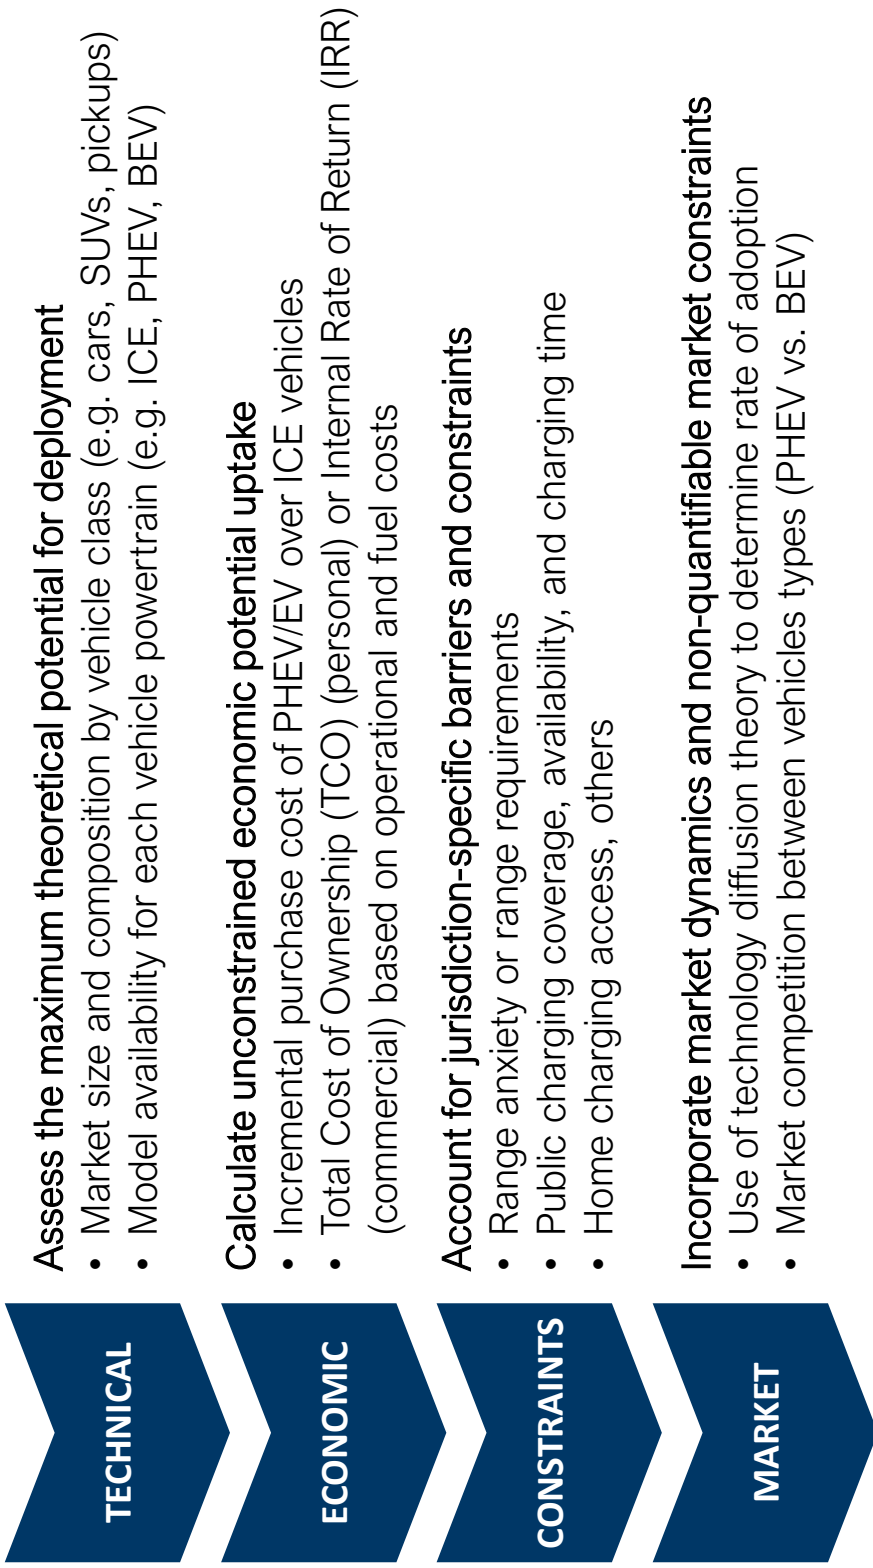 TECHNICAL
Assess the maximum theoretical potential for deployment
• Market size and composition by vehicle class (e.g. cars, SUVs, pickups)
• Model availability for each vehicle powertrain (e.g. ICE, PHEV, BEV)
ECONOMIC
Calculate unconstrained economic potential uptake
• Incremental purchase cost of PHEV/EV over ICE vehicles
• Total Cost of Ownership (TCO) (personal) or Internal Rate of Return (IRR)
(commercial) based on operational and fuel costs
CONSTRAINTS
Account for jurisdiction-specific barriers and constraints
• Range anxiety or range requirements
• Public charging coverage, availability, and charging time
• Home charging access, others
MARKET
Incorporate market dynamics and non-quantifiable market constraints
• Use of technology diffusion theory to determine rate of adoption
• Market competition between vehicles types (PHEV vs. BEV)